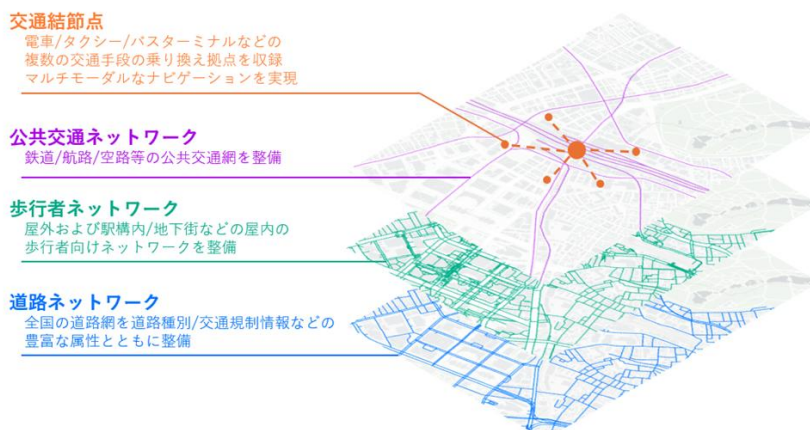 交通結節点
電車/タクシー/バスターミナルなどの
複数の交通手段の乗り換え拠点を収録
マルチモーダルなナビゲーションを実現
公共交通ネットワーク
鉄道/航路/空路等の公共交通網を整備
歩行者ネットワーク
屋外および駅構内/地下街などの屋内の
歩行者向けネットワークを整備
道路ネットワーク
全国の道路網を道路種別/交通規制情報などの
豊富な属性とともに整備